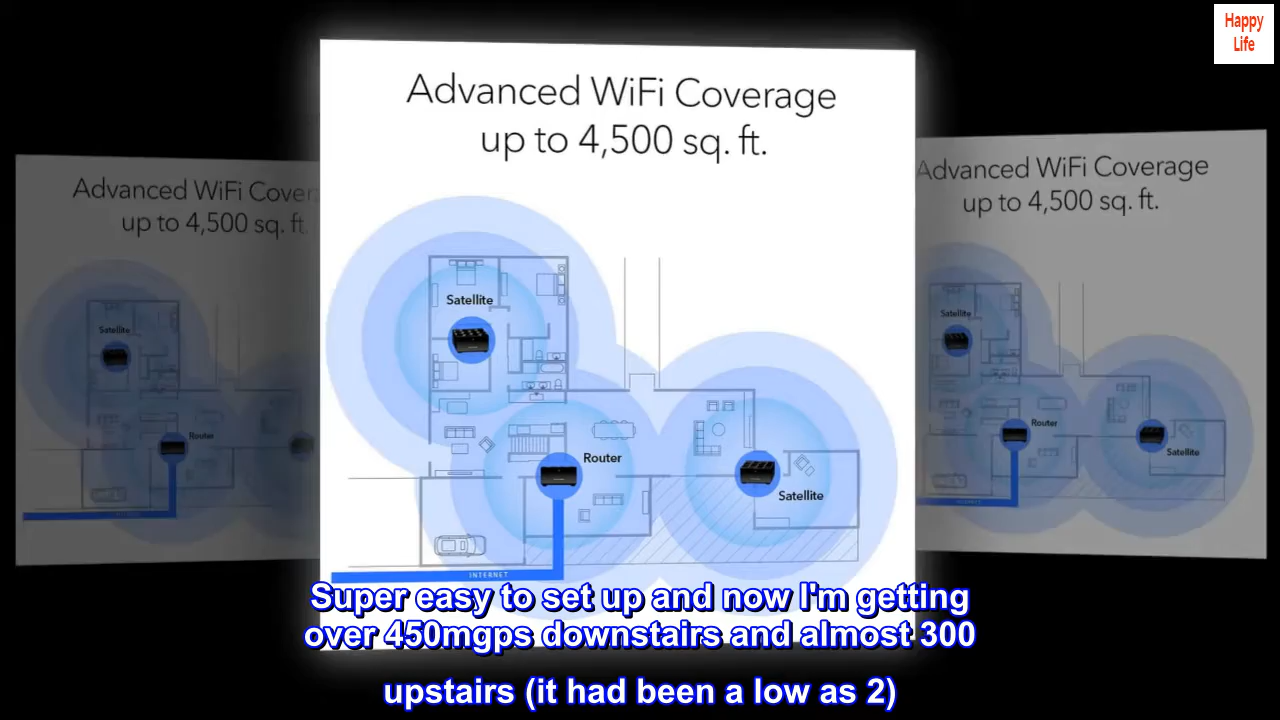 Happy
Life
Advanced WiFi Coverage
up to 4,500 sq. ft.
Satellite
Router
Satellite
INTERNET
Advanced WiFi Cover
up to 4,500 sq. ft.
Satellite
Router
Advanced WiFi Coverage
up to 4,500 sq. ft.
Satellite
Router
Satellite
Super easy to set up and now I'm getting
over 450mgps downstairs and almost 300
upstairs (it had been a low as 2)